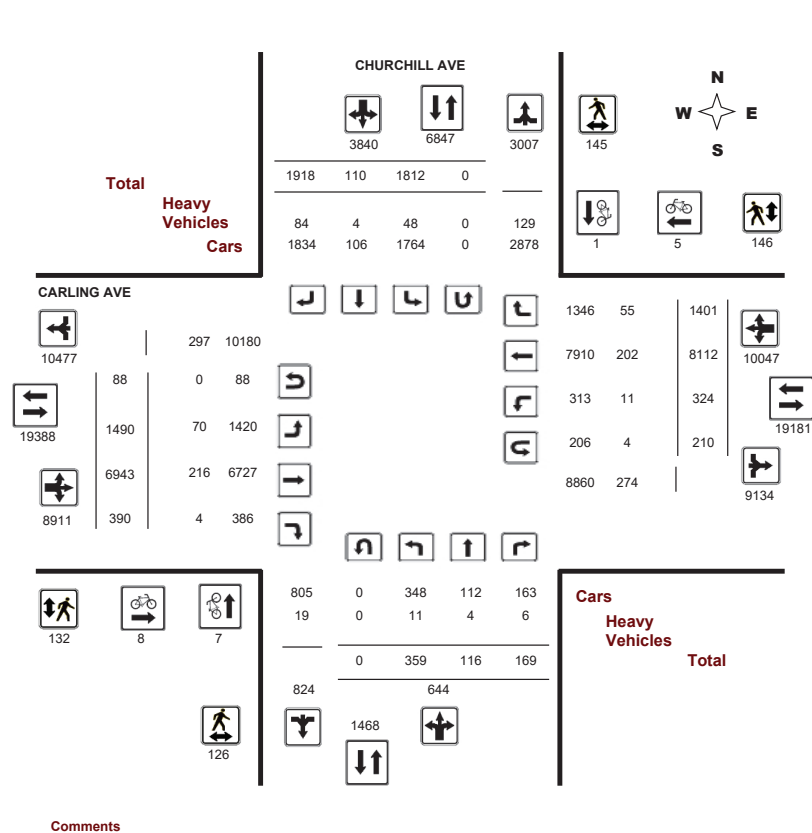 CHURCHILL AVE
N
W E
S
3840 6847 3007 145
Total 1918 110 1812 0
Heavy
Vehicles 84 4 48 0 129
Cars 1834 106 1764 0 2878
1 5 146
CARLING AVE
10477
297 10180
88 0 88
19388
1490 70 1420
6943 216 6727
8911
390 4 386
1346 55 1401
7910 202 8112 10047
313 11 324
19181
206 4 210
8860 274
9134
132 8 7
805 0 348 112 163 Cars
19 0 11 4 6 Heavy
Vehicles
0 359 116 169 Total
824 644
1468
126
Comments